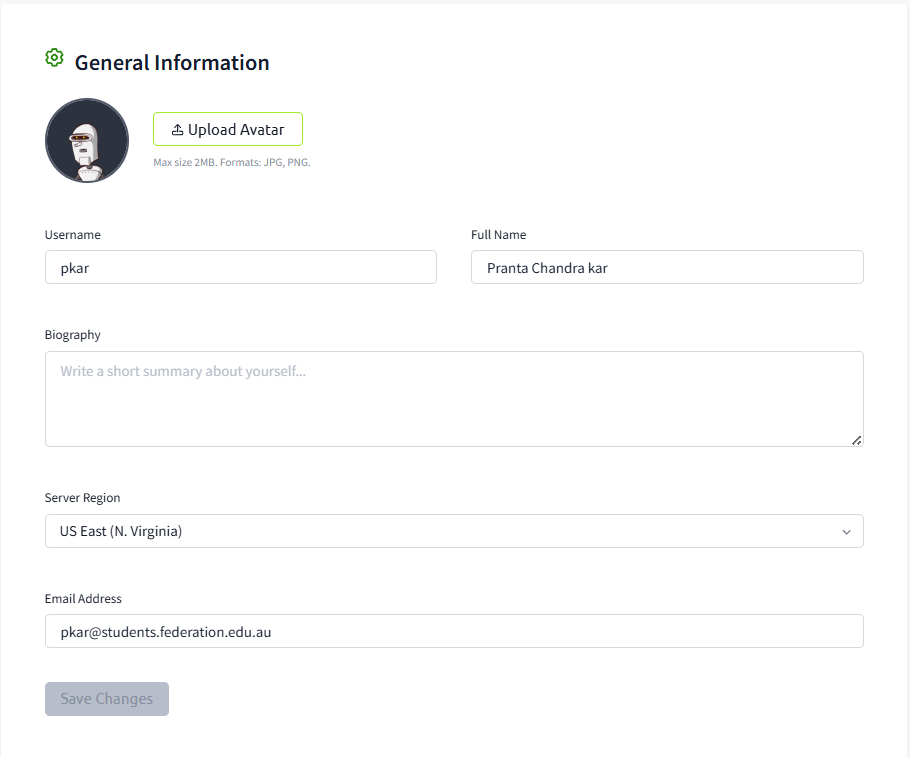 General Information
Upload Avatar
Max size 2MB. Formats: JPG, PNG.
Username
Full Name
pkar
Pranta Chandra kar
Biography
Write a short summary about yourself...
Server Region
US East (N. Virginia)
Email Address
pkar@students.federation.edu.au
Save Changes